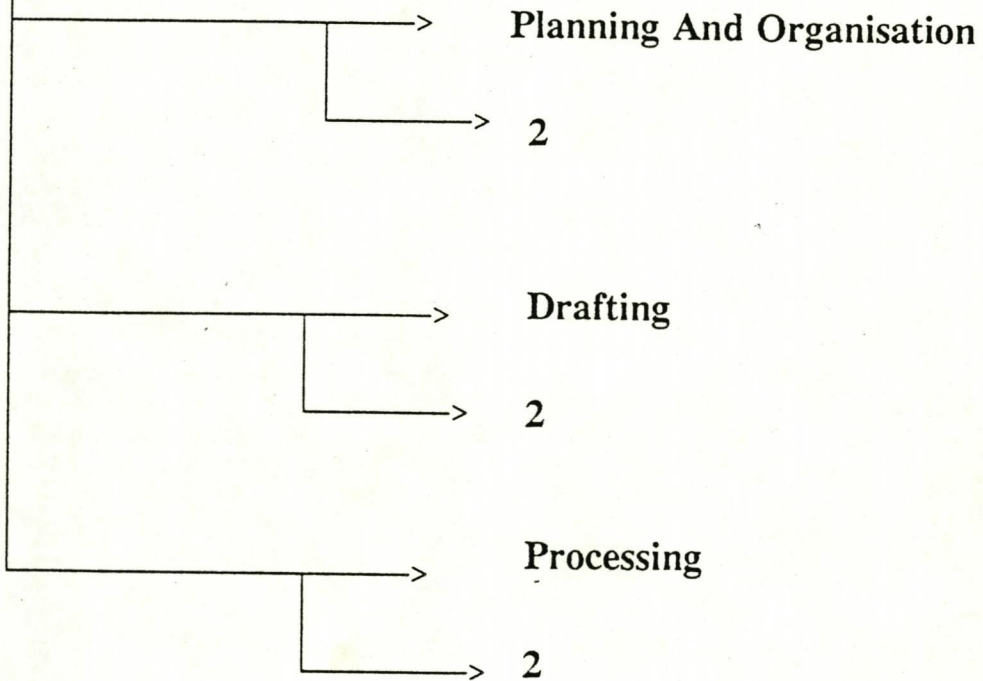 Planning And Organisation
2
Drafting
2
Processing
2